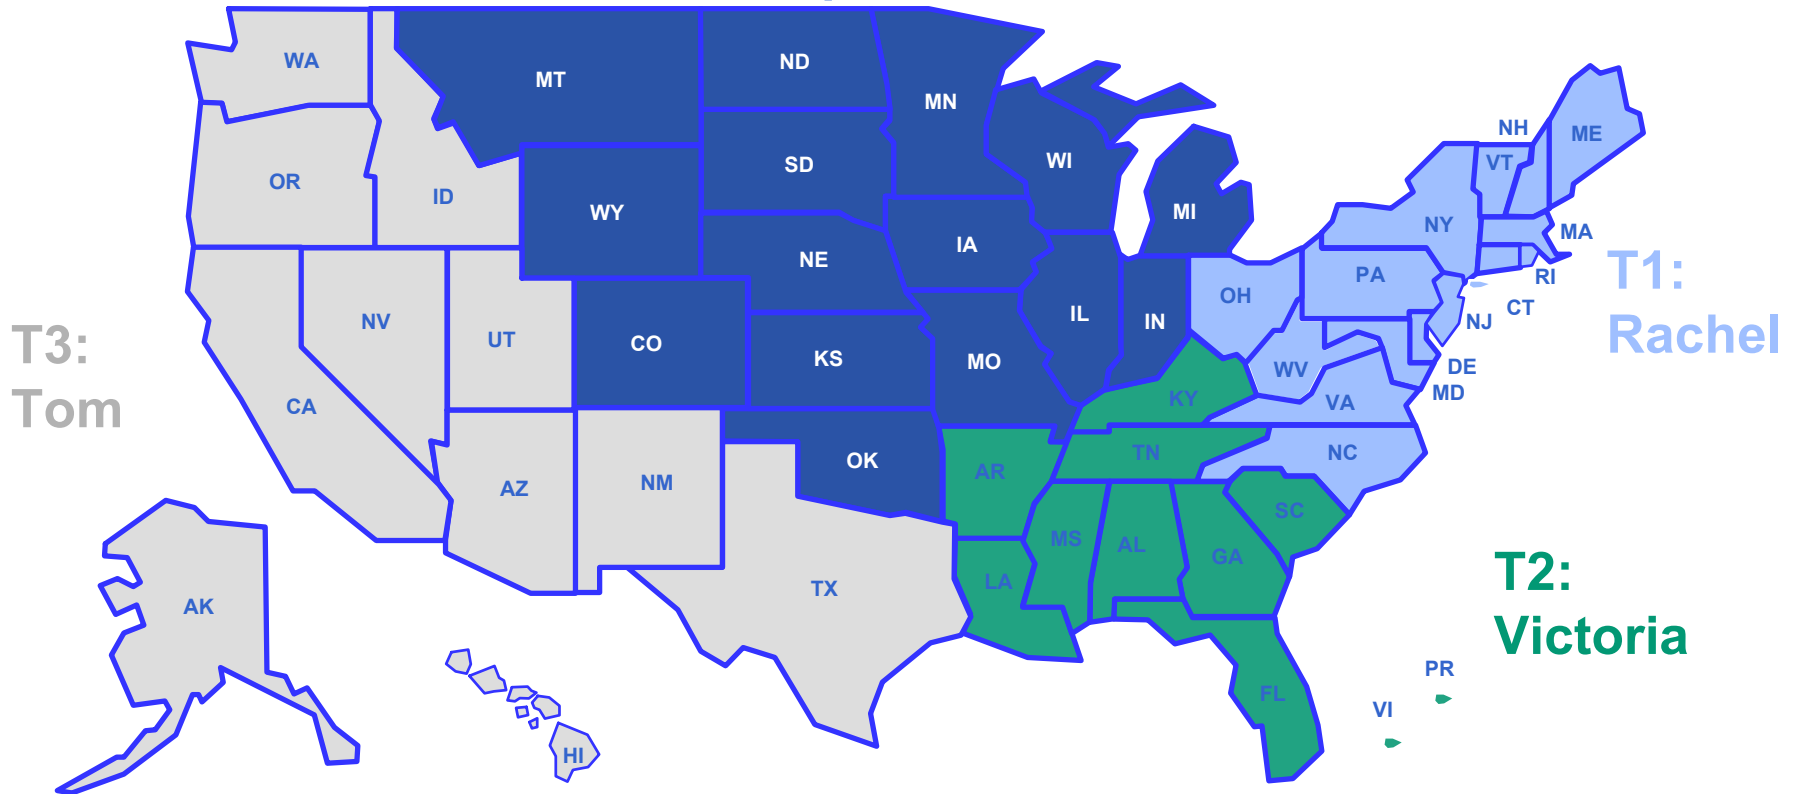 WA
MT
ND
MN
NH
ME
VT
OR
ID
SD
WI
WY
MI
NY
MA
IA
NE
T1:
Rachel
PA
RI
OH
CT
NV
IL
IN
NJ
UT
CO
T3:
Tom
KS
MO
WV
DE
MD
CA
KY
VA
OK
TN
NC
AR
AZ
NM
SC
MS
AL
GA
T2:
Victoria
LA
TX
AK
PR
FL
VI
HI